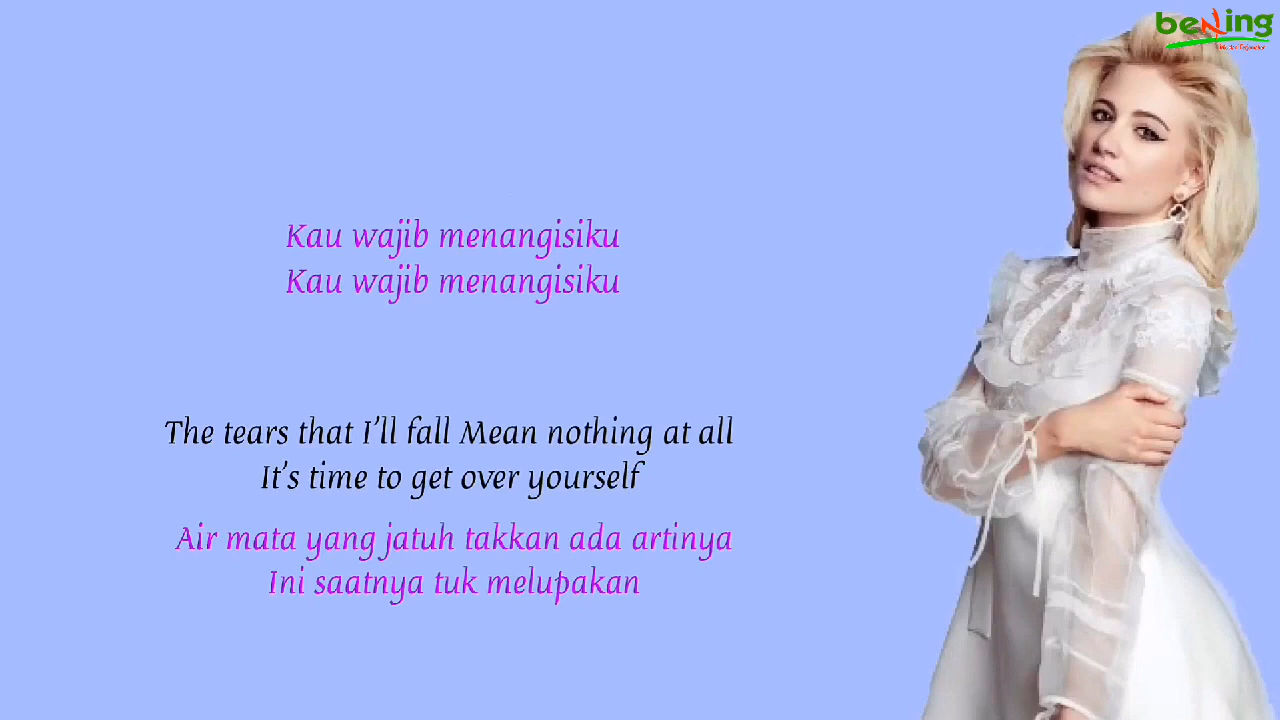 beNing
Kau wajib menangisiku
Kau wajib menangisiku
The tears that I'll fall Mean nothing at all
It's time to get over yourself
Air mata yang jatuh takkan ada artinya
Ini saatnya tuk melupakan